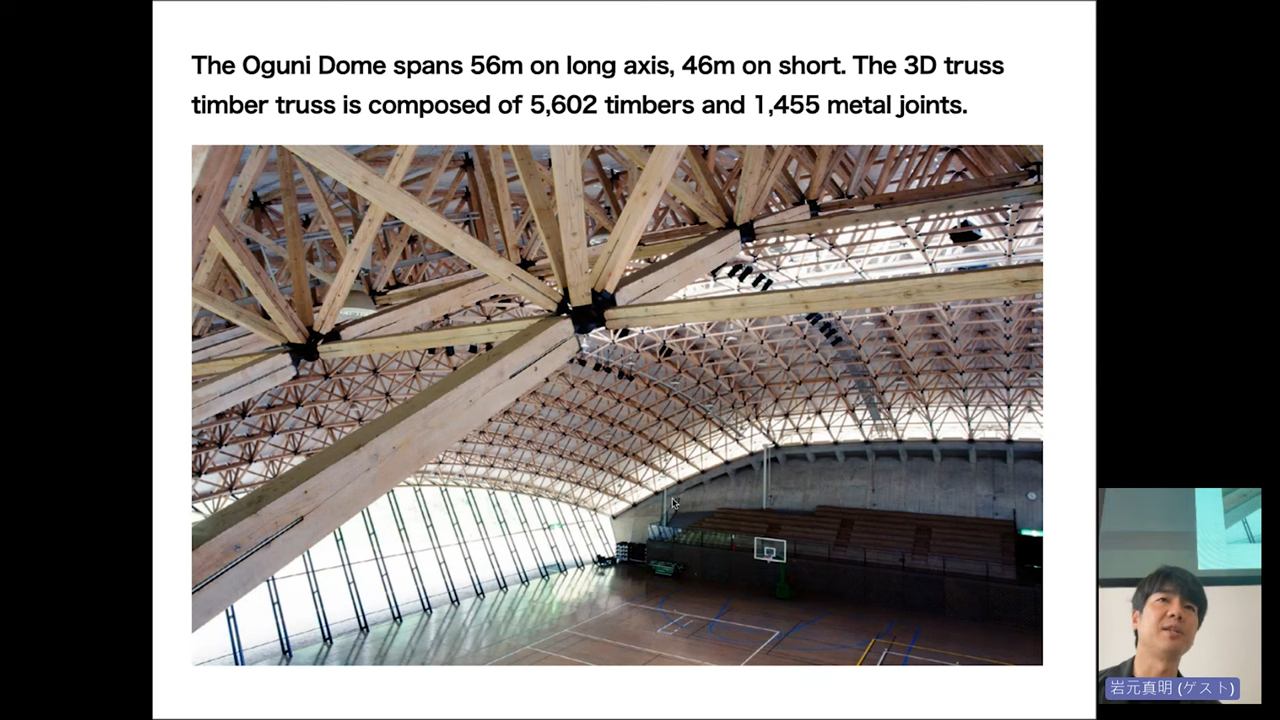 The Oguni Dome spans 56m on long axis, 46m on short. The 3D truss
timber truss is composed of 5,602 timbers and 1,455 metal joints.
岩元真明 (ゲスト)